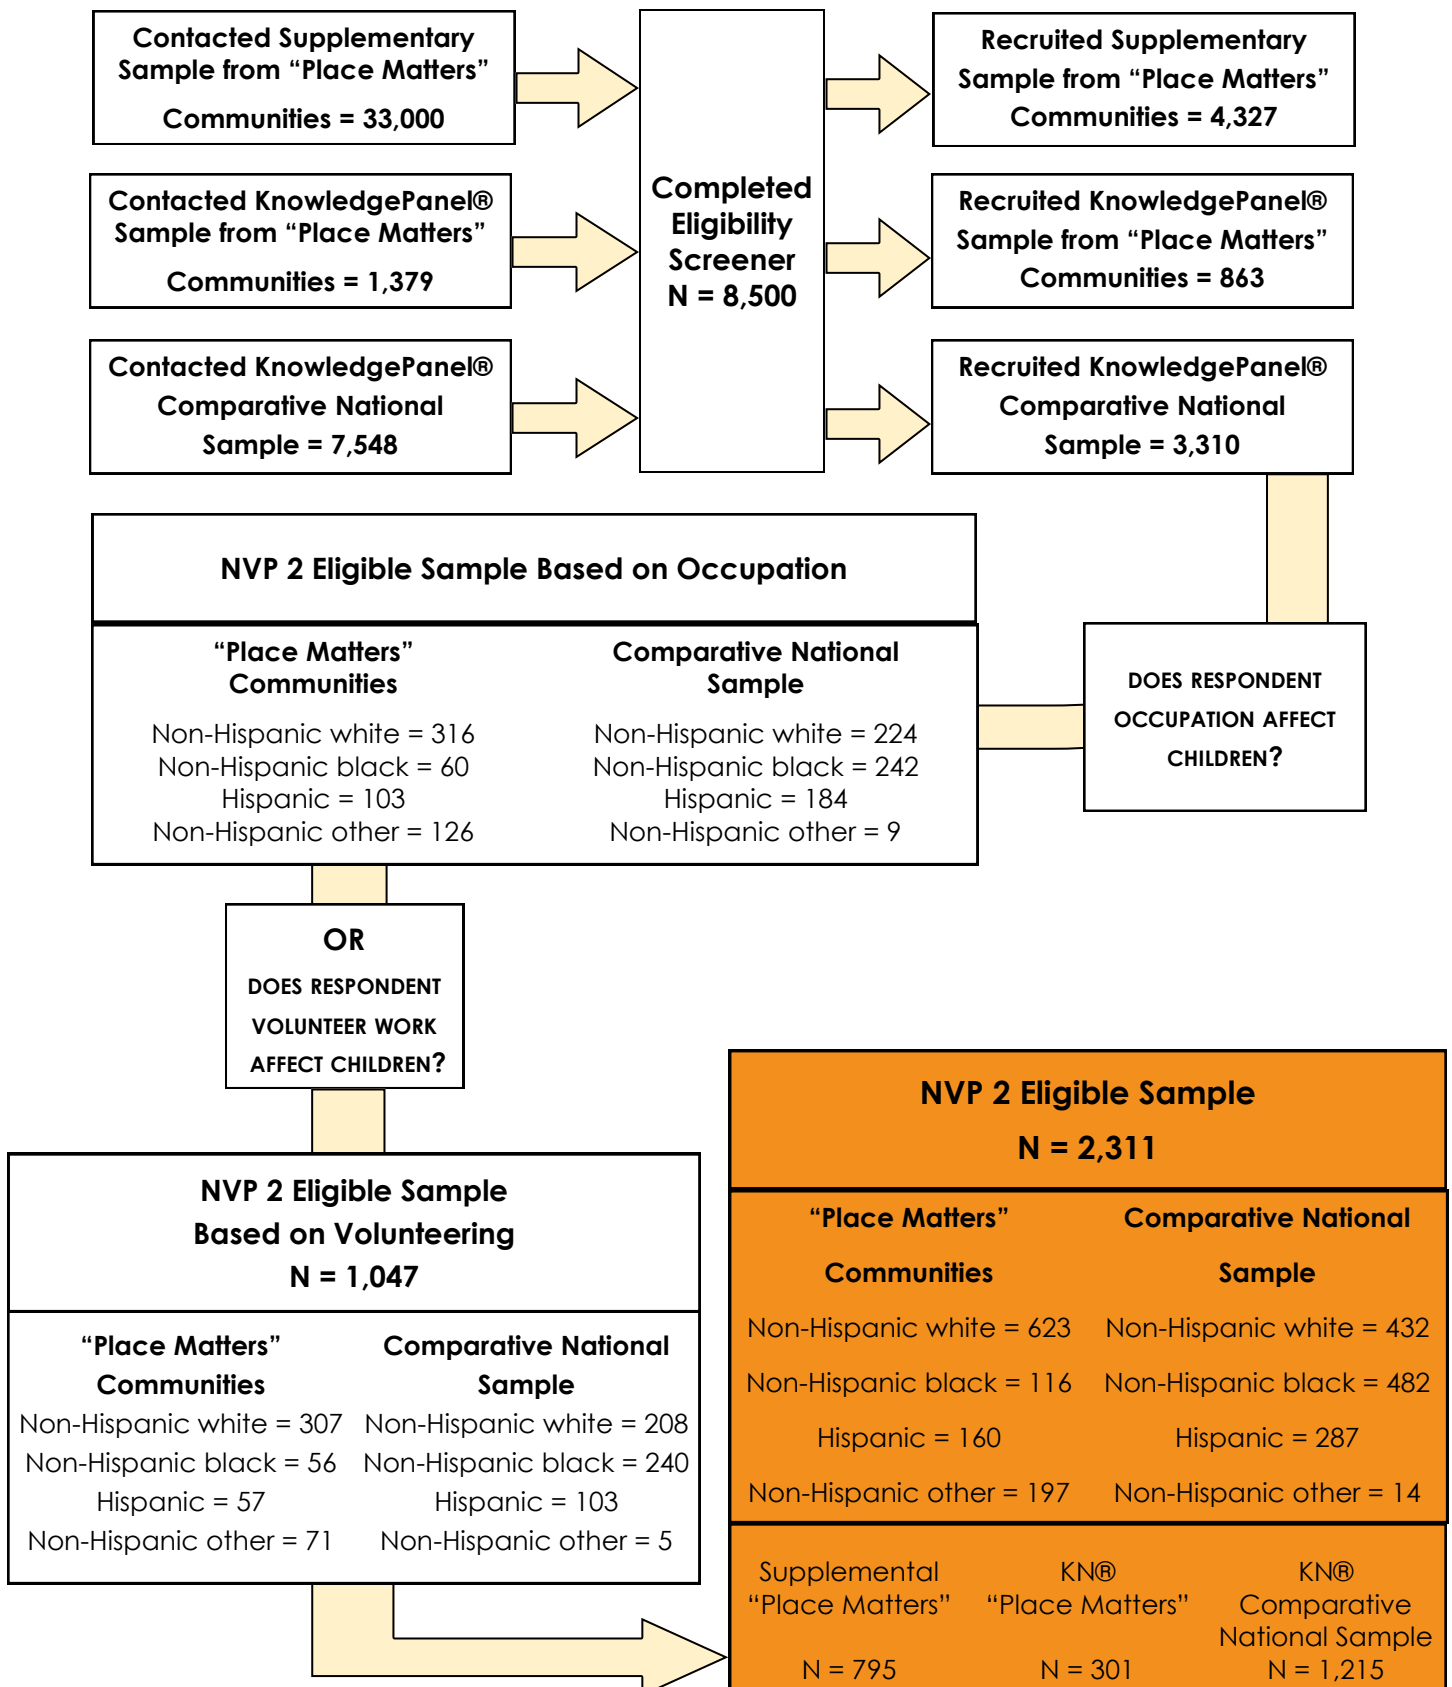 Contacted Supplementary
Sample from “Place Matters”
Communities = 33,000
Recruited Supplementary
Sample from “Place Matters”
Communities = 4,327
Completed
Eligibility
Screener
N = 8,500
Contacted KnowledgePanel®
Sample from “Place Matters”
Communities = 1,379
Recruited KnowledgePanel®
Sample from “Place Matters”
Communities = 863
Contacted KnowledgePanel®
Comparative National
Sample = 7,548
Recruited KnowledgePanel®
Comparative National
Sample = 3,310
DOES RESPONDENT
OCCUPATION AFFECT
CHILDREN?
NVP 2 Eligible Sample Based on Occupation
“Place Matters”
Communities
Non-Hispanic white = 316
Non-Hispanic black = 60
Hispanic = 103
Non-Hispanic other = 126
Comparative National
Sample
Non-Hispanic white = 224
Non-Hispanic black = 242
Hispanic = 184
Non-Hispanic other = 9
OR
DOES RESPONDENT
VOLUNTEER WORK
AFFECT CHILDREN?
NVP 2 Eligible Sample
Based on Volunteering
N = 1,047
“Place Matters”
Communities
Non-Hispanic white = 307
Non-Hispanic black = 56
Hispanic = 57
Non-Hispanic other = 71
Comparative National
Sample
Non-Hispanic white = 208
Non-Hispanic black = 240
Hispanic = 103
Non-Hispanic other = 5
NVP 2 Eligible Sample
N = 2,311
“Place Matters”
Communities
Non-Hispanic white = 623
Non-Hispanic black = 116
Hispanic = 160
Non-Hispanic other = 197
Comparative National
Sample
Non-Hispanic white = 432
Non-Hispanic black = 482
Hispanic = 287
Non-Hispanic other = 14
Supplemental
“Place Matters”
N = 795
KN®
“Place Matters”
N = 301
KN®
Comparative
National Sample
N = 1,215